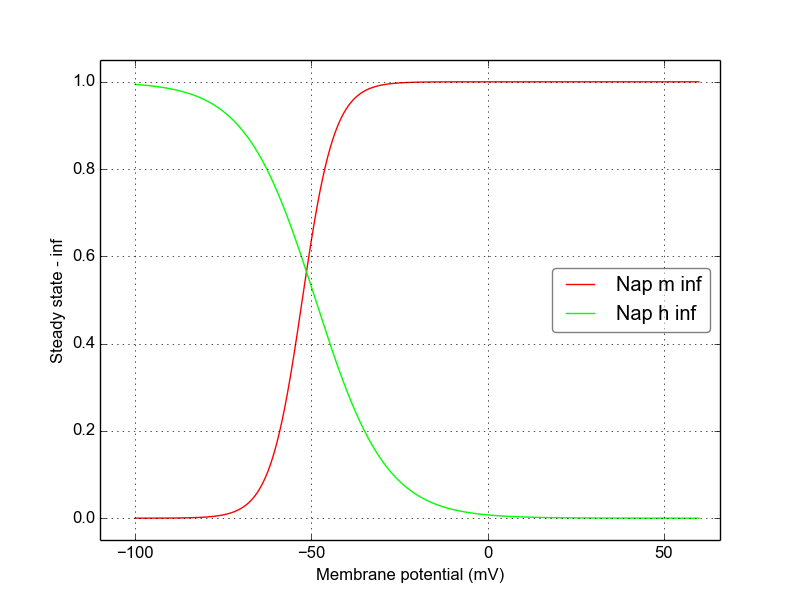 1.0
0.8
0.6
0.4
0.2
0.0
Steady state - inf
Nap m inf
Nap h inf
−100
−50
0
50
Membrane potential (mV)